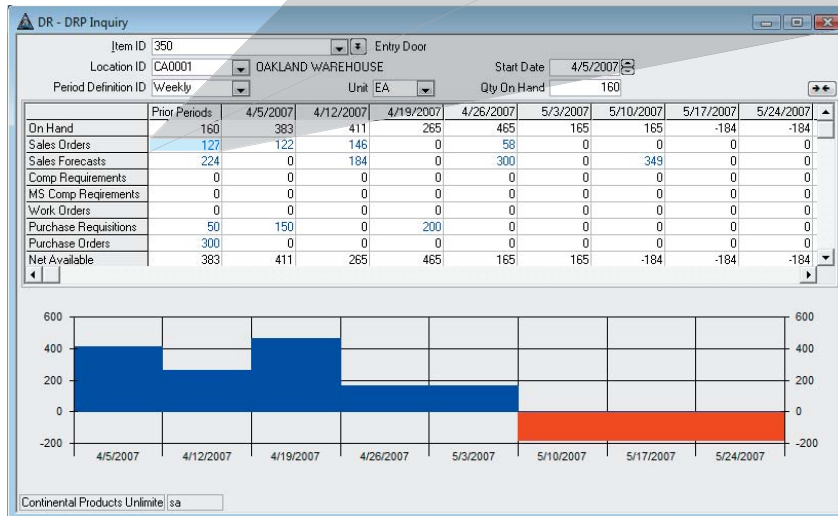 DR - DRP Inquiry
Item ID 350 Entry Door
Location ID CA0001 OAKLAND WAREHOUSE Start Date 4/5/2007
Period Definition ID Weekly Unit EA Qty On Hand 160
Prior Periods 4/5/2007 4/12/2007 4/19/2007 4/26/2007 5/3/2007 5/10/2007 5/17/2007 5/24/2007
On Hand 160 383 411 265 465 165 165 -184 -184
Sales Orders 127 122 146 0 58 0 0 0 0
Sales Forecasts 224 0 184 0 300 0 349 0 0
Comp Requirements 0 0 0 0 0 0 0 0 0
MS Comp Reqirements 0 0 0 0 0 0 0 0 0
Work Orders 0 0 0 0 0 0 0 0 0
Purchase Requisitions 50 150 0 200 0 0 0 0 0
Purchase Orders 300 0 0 0 0 0 0 0 0
Net Available 383 411 265 465 165 165 -184 -184 -184
600 600
400 400
200 200
0 0
-200 -200
4/5/2007 4/12/2007 4/19/2007 4/26/2007 5/3/2007 5/10/2007 5/17/2007 5/24/2007
Continental Products Unlimite sa